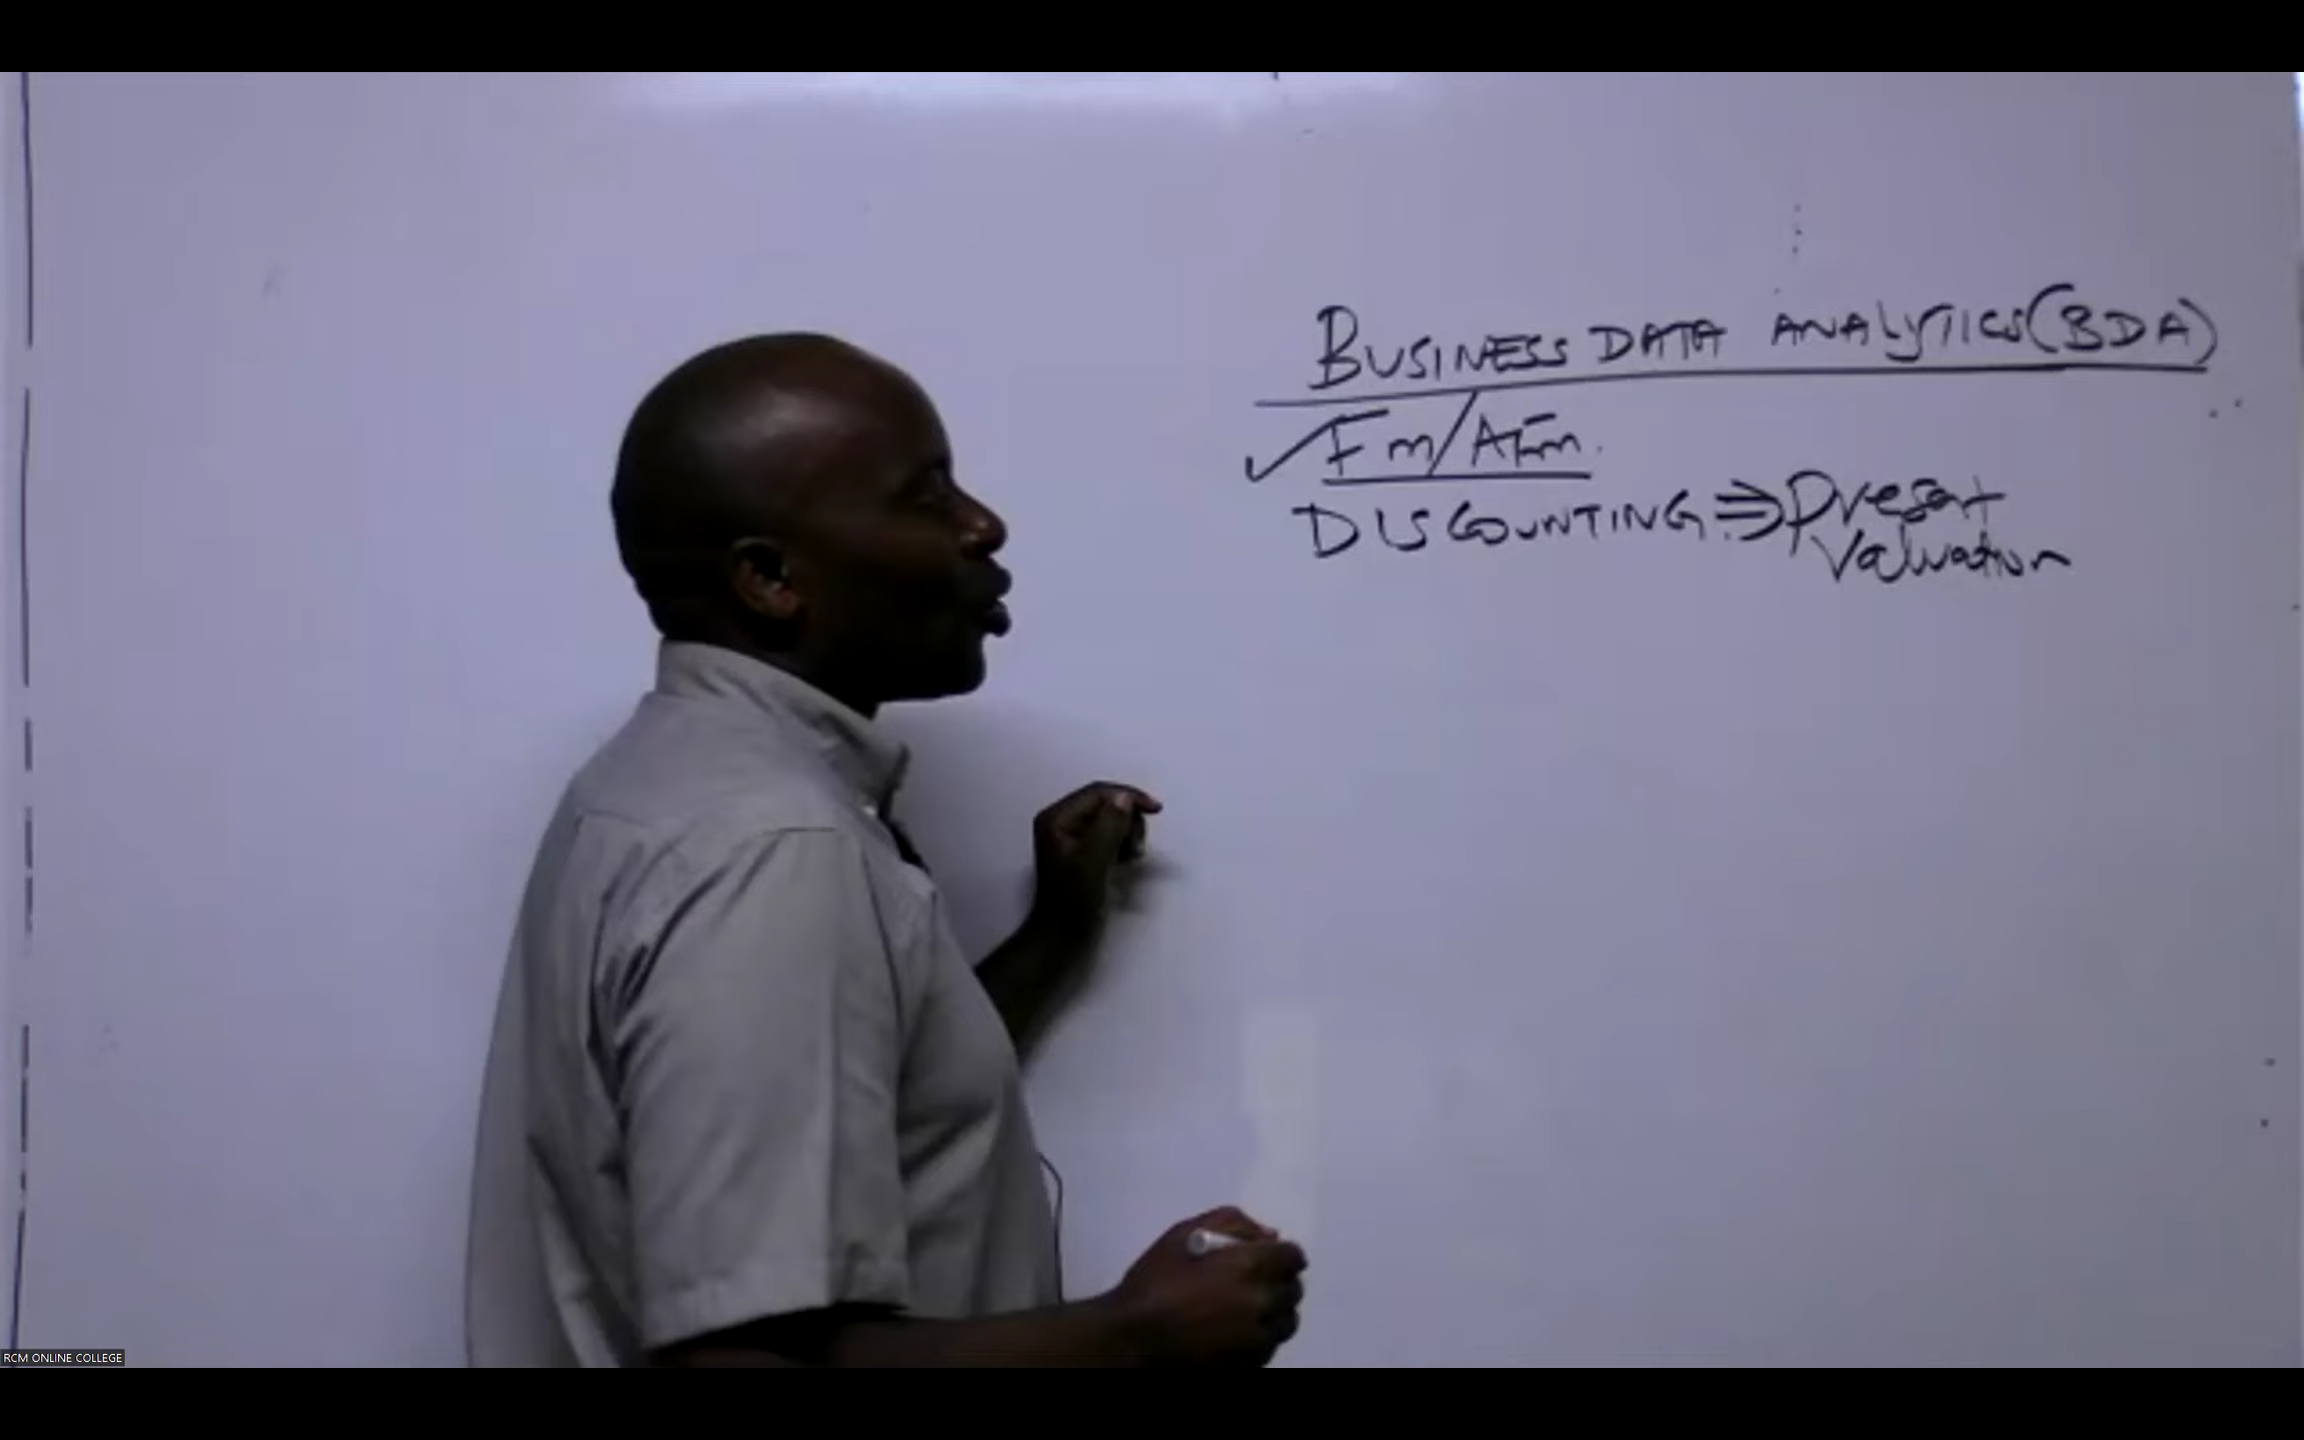 BUSINESS DATA ANALYTICS (BDA)
✓ Fm/AFm.
DISCOUNTING ⇒ Present
Valuation
RCM ONLINE COLLEGE